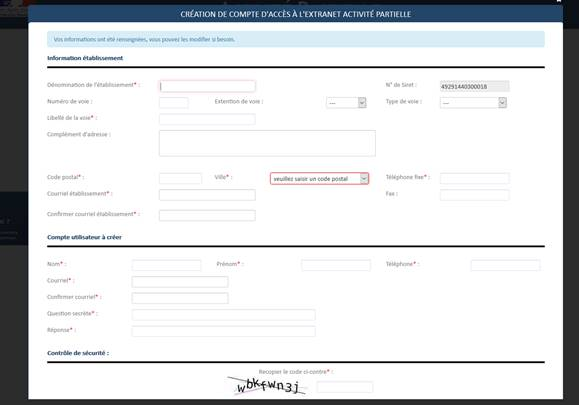 CRÉATION DE COMPTE D'ACCÈS À L'EXTRANET ACTIVITÉ PARTIELLE
Vos informations ont été renseignées, vous pouvez les modifier si besoin.
Information établissement
Dénomination de l'établissement* : N° de Siret : 49291440300018
Numéro de voie : Extention de voie : --- Type de voie : ---
Libellé de la voie* :
Complément d'adresse :
Code postal* : Ville* : veuillez saisir un code postal Téléphone fixe* :
Courriel établissement* : Fax :
Confirmer courriel établissement* :
Compte utilisateur à créer
Nom* : Prénom* : Téléphone* :
Courriel* :
Confirmer courriel* :
Question secrète* :
Réponse* :
Contrôle de sécurité :
Recopier le code ci-contre* :
wbkfwn3j